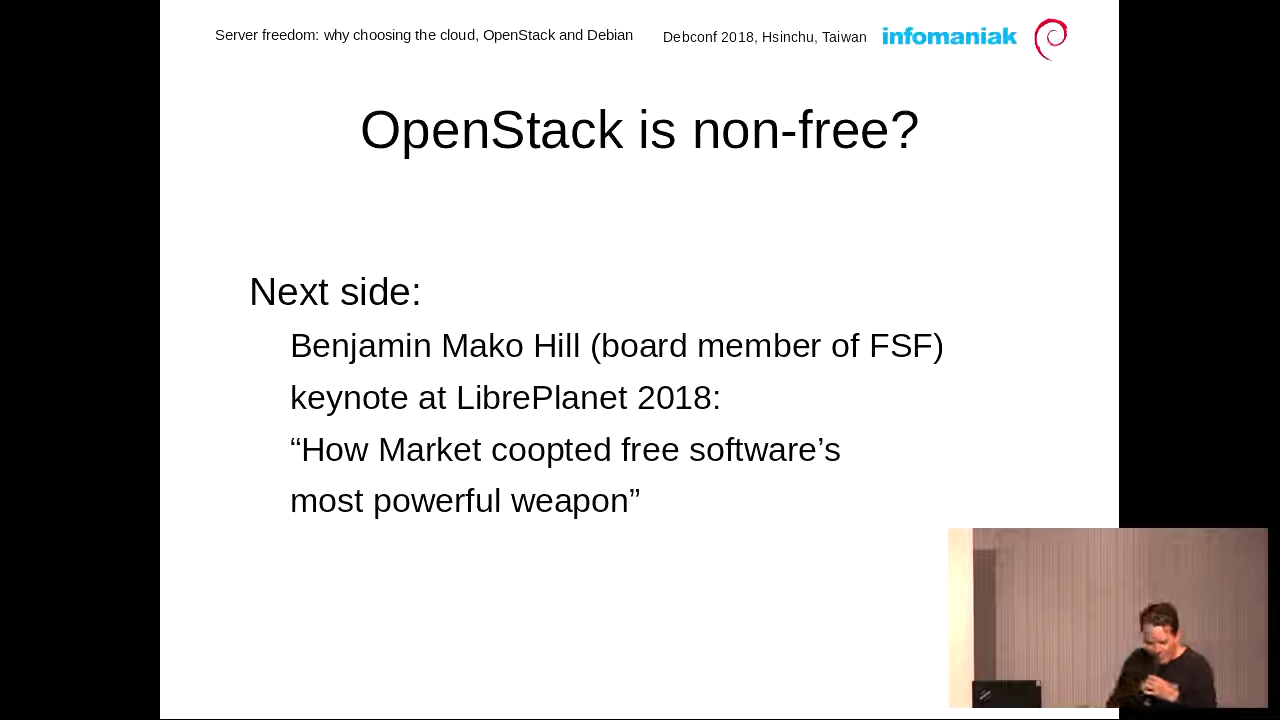 Server freedom: why choosing the cloud, OpenStack and Debian
Debconf 2018, Hsinchu, Taiwan
infomaniak
OpenStack is non-free?
Next side:
Benjamin Mako Hill (board member of FSF)
keynote at LibrePlanet 2018:
“How Market coopted free software’s
most powerful weapon”